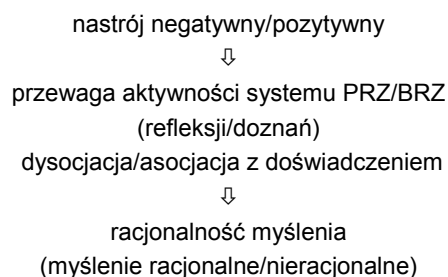 nastrój negatywny/pozytywny
⇩
przewaga aktywności systemu PRZ/BRZ
(refleksji/doznań)
dysocjacja/asocjacja z doświadczeniem
⇩
racjonalność myślenia
(myślenie racjonalne/nieracjonalne)